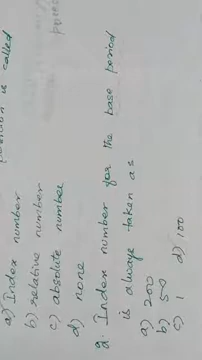 is called
a) Index number
b) relative number
c) absolute number
d) none
2. Index number for the base period
is always taken as
a) 200
b) 50
c) 1 d) 100